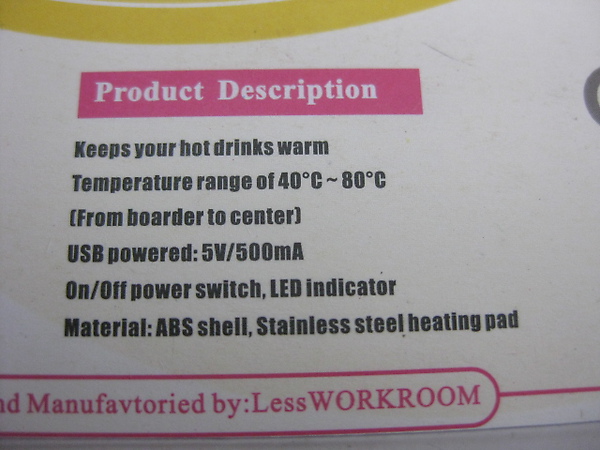 Product Description
Keeps your hot drinks warm
Temperature range of 40°C ~ 80°C
(From boarder to center)
USB powered: 5V/500mA
On/Off power switch, LED indicator
Material: ABS shell, Stainless steel heating pad
Manufavtoried by:LessWORKROOM